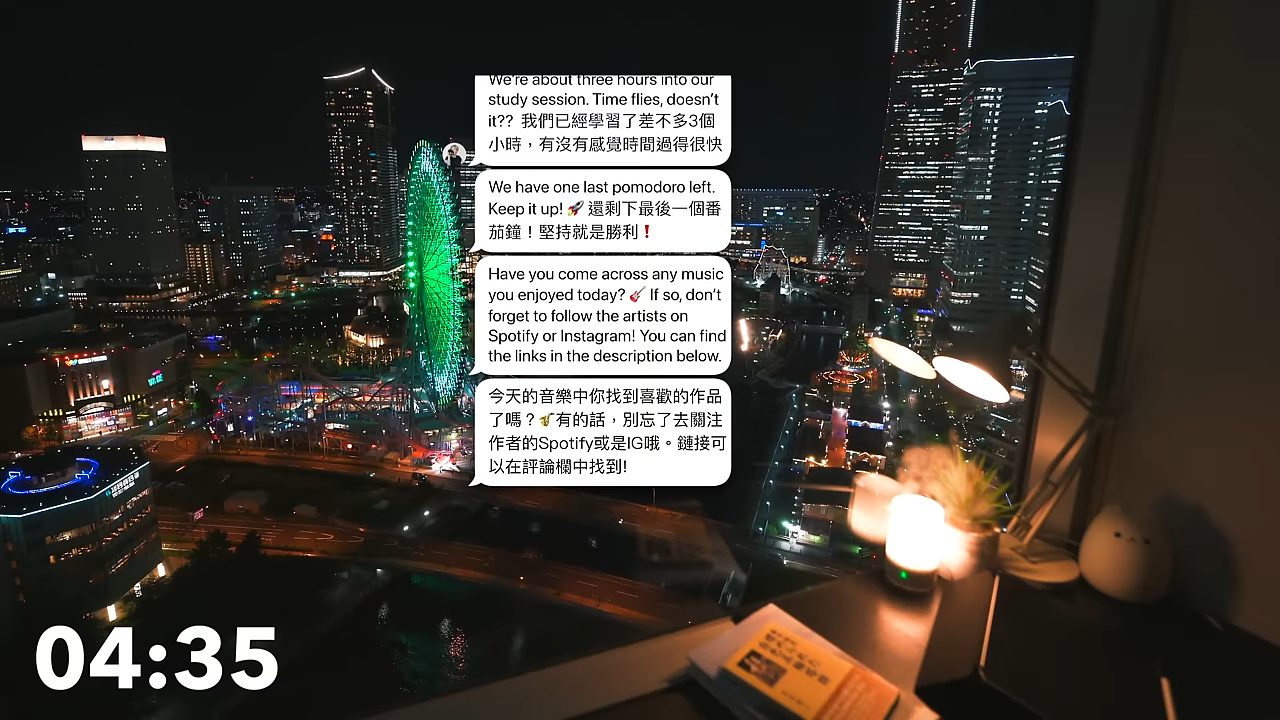 We're about three hours into our
study session. Time flies, doesn't
it?? 我們已經學習了差不多3個
小時，有沒有感覺時間過得很快
We have one last pomodoro left.
Keep it up! 🚀 還剩下最後一個番
茄鐘！堅持就是勝利❗
Have you come across any music
you enjoyed today? 🎸 If so, don't
forget to follow the artists on
Spotify or Instagram! You can find
the links in the description below.
今天的音樂中你找到喜歡的作品
了嗎？🎷有的話，別忘了去關注
作者的Spotify或是IG哦。鏈接可
以在評論欄中找到!
04:35